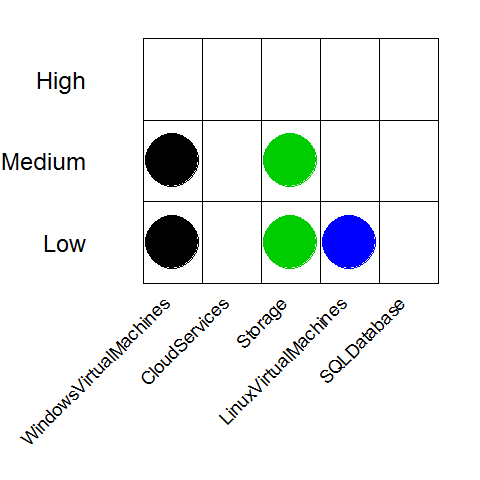 High
Medium
Low
WindowsVirtualMachines
CloudServices
Storage
LinuxVirtualMachines
SQLDatabase